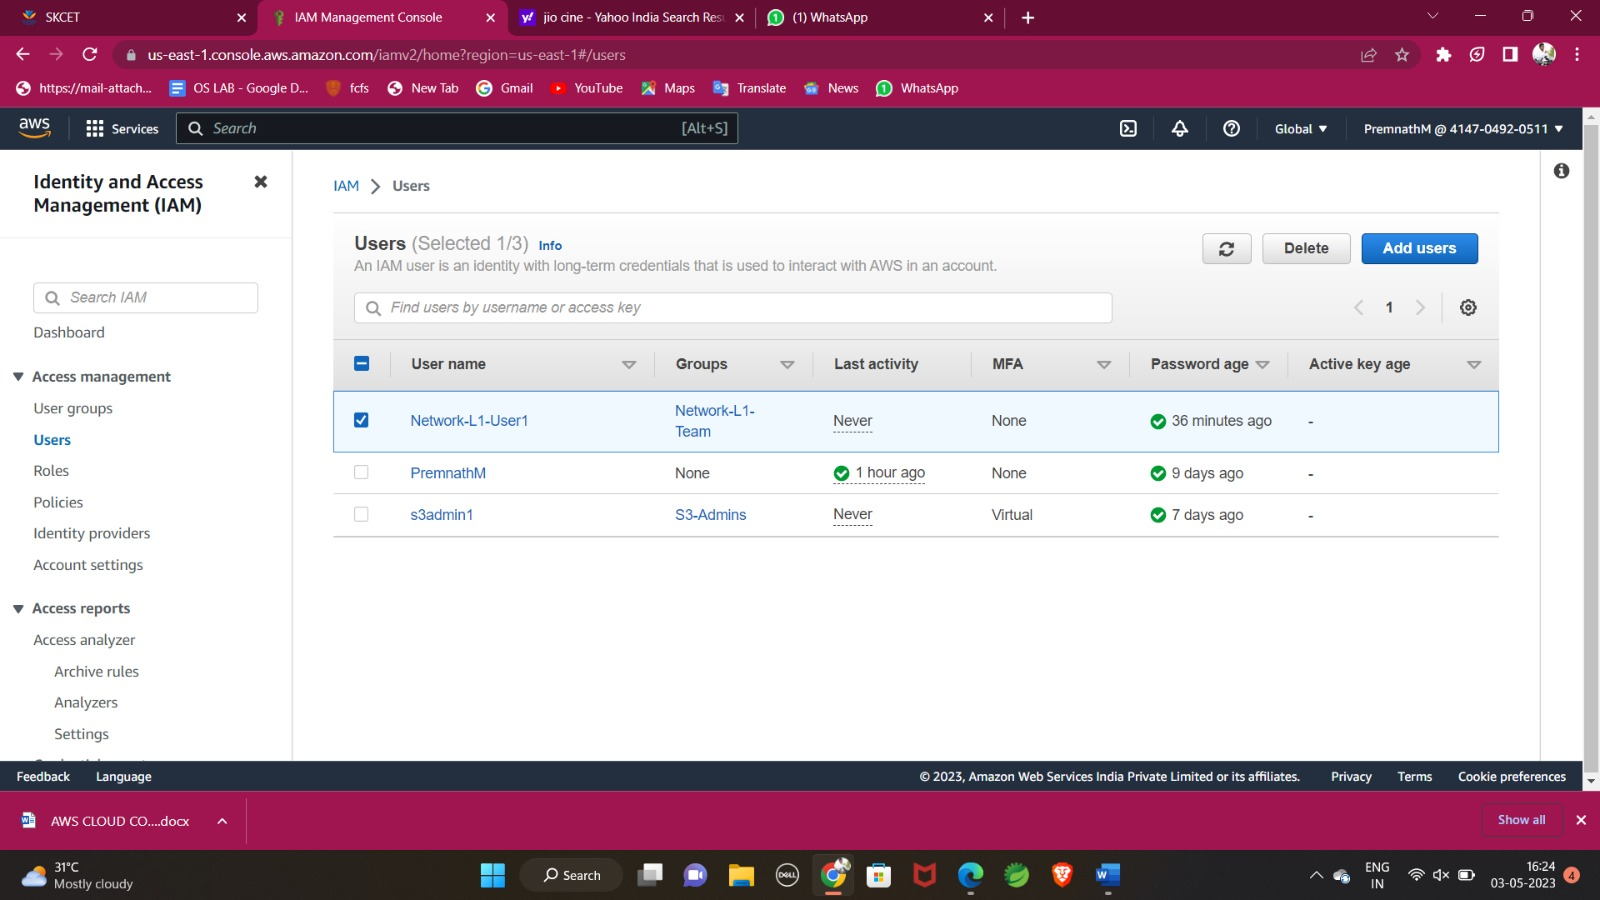 SKCET
IAM Management Console
jio cine - Yahoo India Search Res
(1) WhatsApp
us-east-1.console.aws.amazon.com/iamv2/home?region=us-east-1#/users
https://mail-attach...
OS LAB - Google D...
fcfs
New Tab
Gmail
YouTube
Maps
Translate
News
WhatsApp
aws
Services
Search
[Alt+S]
Global
PremnathM @ 4147-0492-0511
Identity and Access
Management (IAM)
Search IAM
Dashboard
Access management
User groups
Users
Roles
Policies
Identity providers
Account settings
Access reports
Access analyzer
Archive rules
Analyzers
Settings
IAM > Users
Users (Selected 1/3) Info
An IAM user is an identity with long-term credentials that is used to interact with AWS in an account.
Delete
Add users
Find users by username or access key
1
User name Groups Last activity MFA Password age Active key age
Network-L1-User1 Network-L1-
Team Never None 36 minutes ago -
PremnathM None 1 hour ago None 9 days ago -
s3admin1 S3-Admins Never Virtual 7 days ago -
Feedback Language
© 2023, Amazon Web Services India Private Limited or its affiliates. Privacy Terms Cookie preferences
AWS CLOUD CO....docx
Show all
31°C
Mostly cloudy
Search
DELL
ENG
IN
16:24
03-05-2023
4